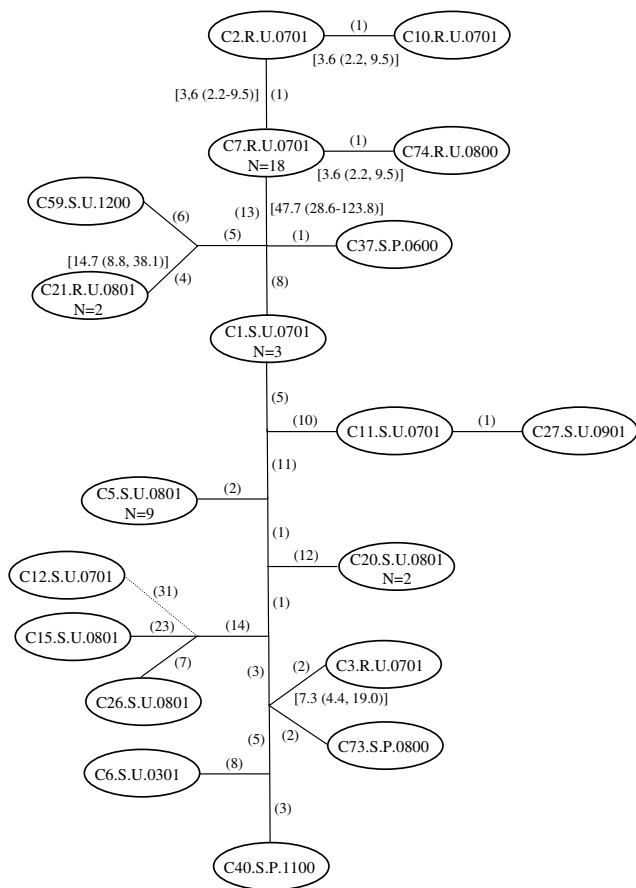 C2.R.U.0701
(1)
C10.R.U.0701
[3.6 (2.2, 9.5)]
[3,6 (2.2-9.5)]
(1)
C7.R.U.0701
N=18
(1)
C74.R.U.0800
[3.6 (2.2, 9.5)]
C59.S.U.1200
(13)
[47.7 (28.6-123.8)]
(6)
(5)
(1)
C37.S.P.0600
[14.7 (8.8, 38.1)]
(4)
C21.R.U.0801
N=2
(8)
C1.S.U.0701
N=3
(5)
(10)
C11.S.U.0701
(1)
C27.S.U.0901
(11)
C5.S.U.0801
N=9
(2)
(1)
(12)
C20.S.U.0801
N=2
C12.S.U.0701
(31)
(1)
C15.S.U.0801
(23)
(14)
(7)
C26.S.U.0801
(3)
(2)
C3.R.U.0701
[7.3 (4.4, 19.0)]
(2)
C73.S.P.0800
(5)
C6.S.U.0301
(8)
(3)
C40.S.P.1100